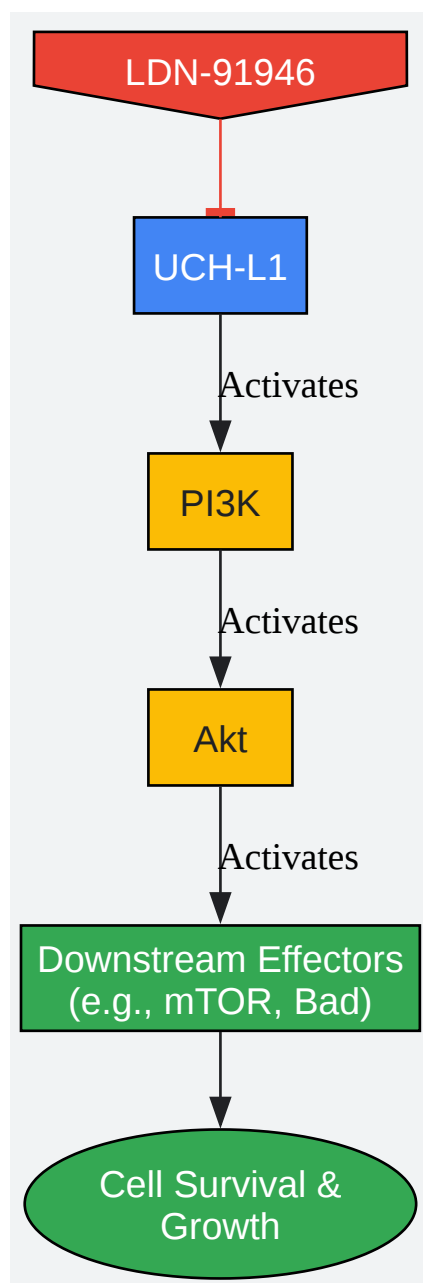 LDN-91946
UCH-L1
Activates
PI3K
Activates
Akt
Activates
Downstream Effectors
(e.g., mTOR, Bad)
Cell Survival &
Growth